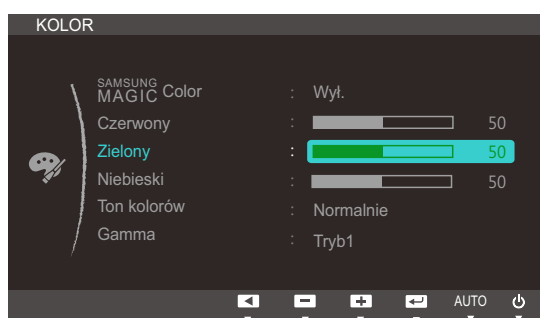 KOLOR
SAMSUNG MAGIC Color : Wył.
Czerwony : 50
Zielony : 50
Niebieski : 50
Ton kolorów : Normalnie
Gamma : Tryb1
AUTO